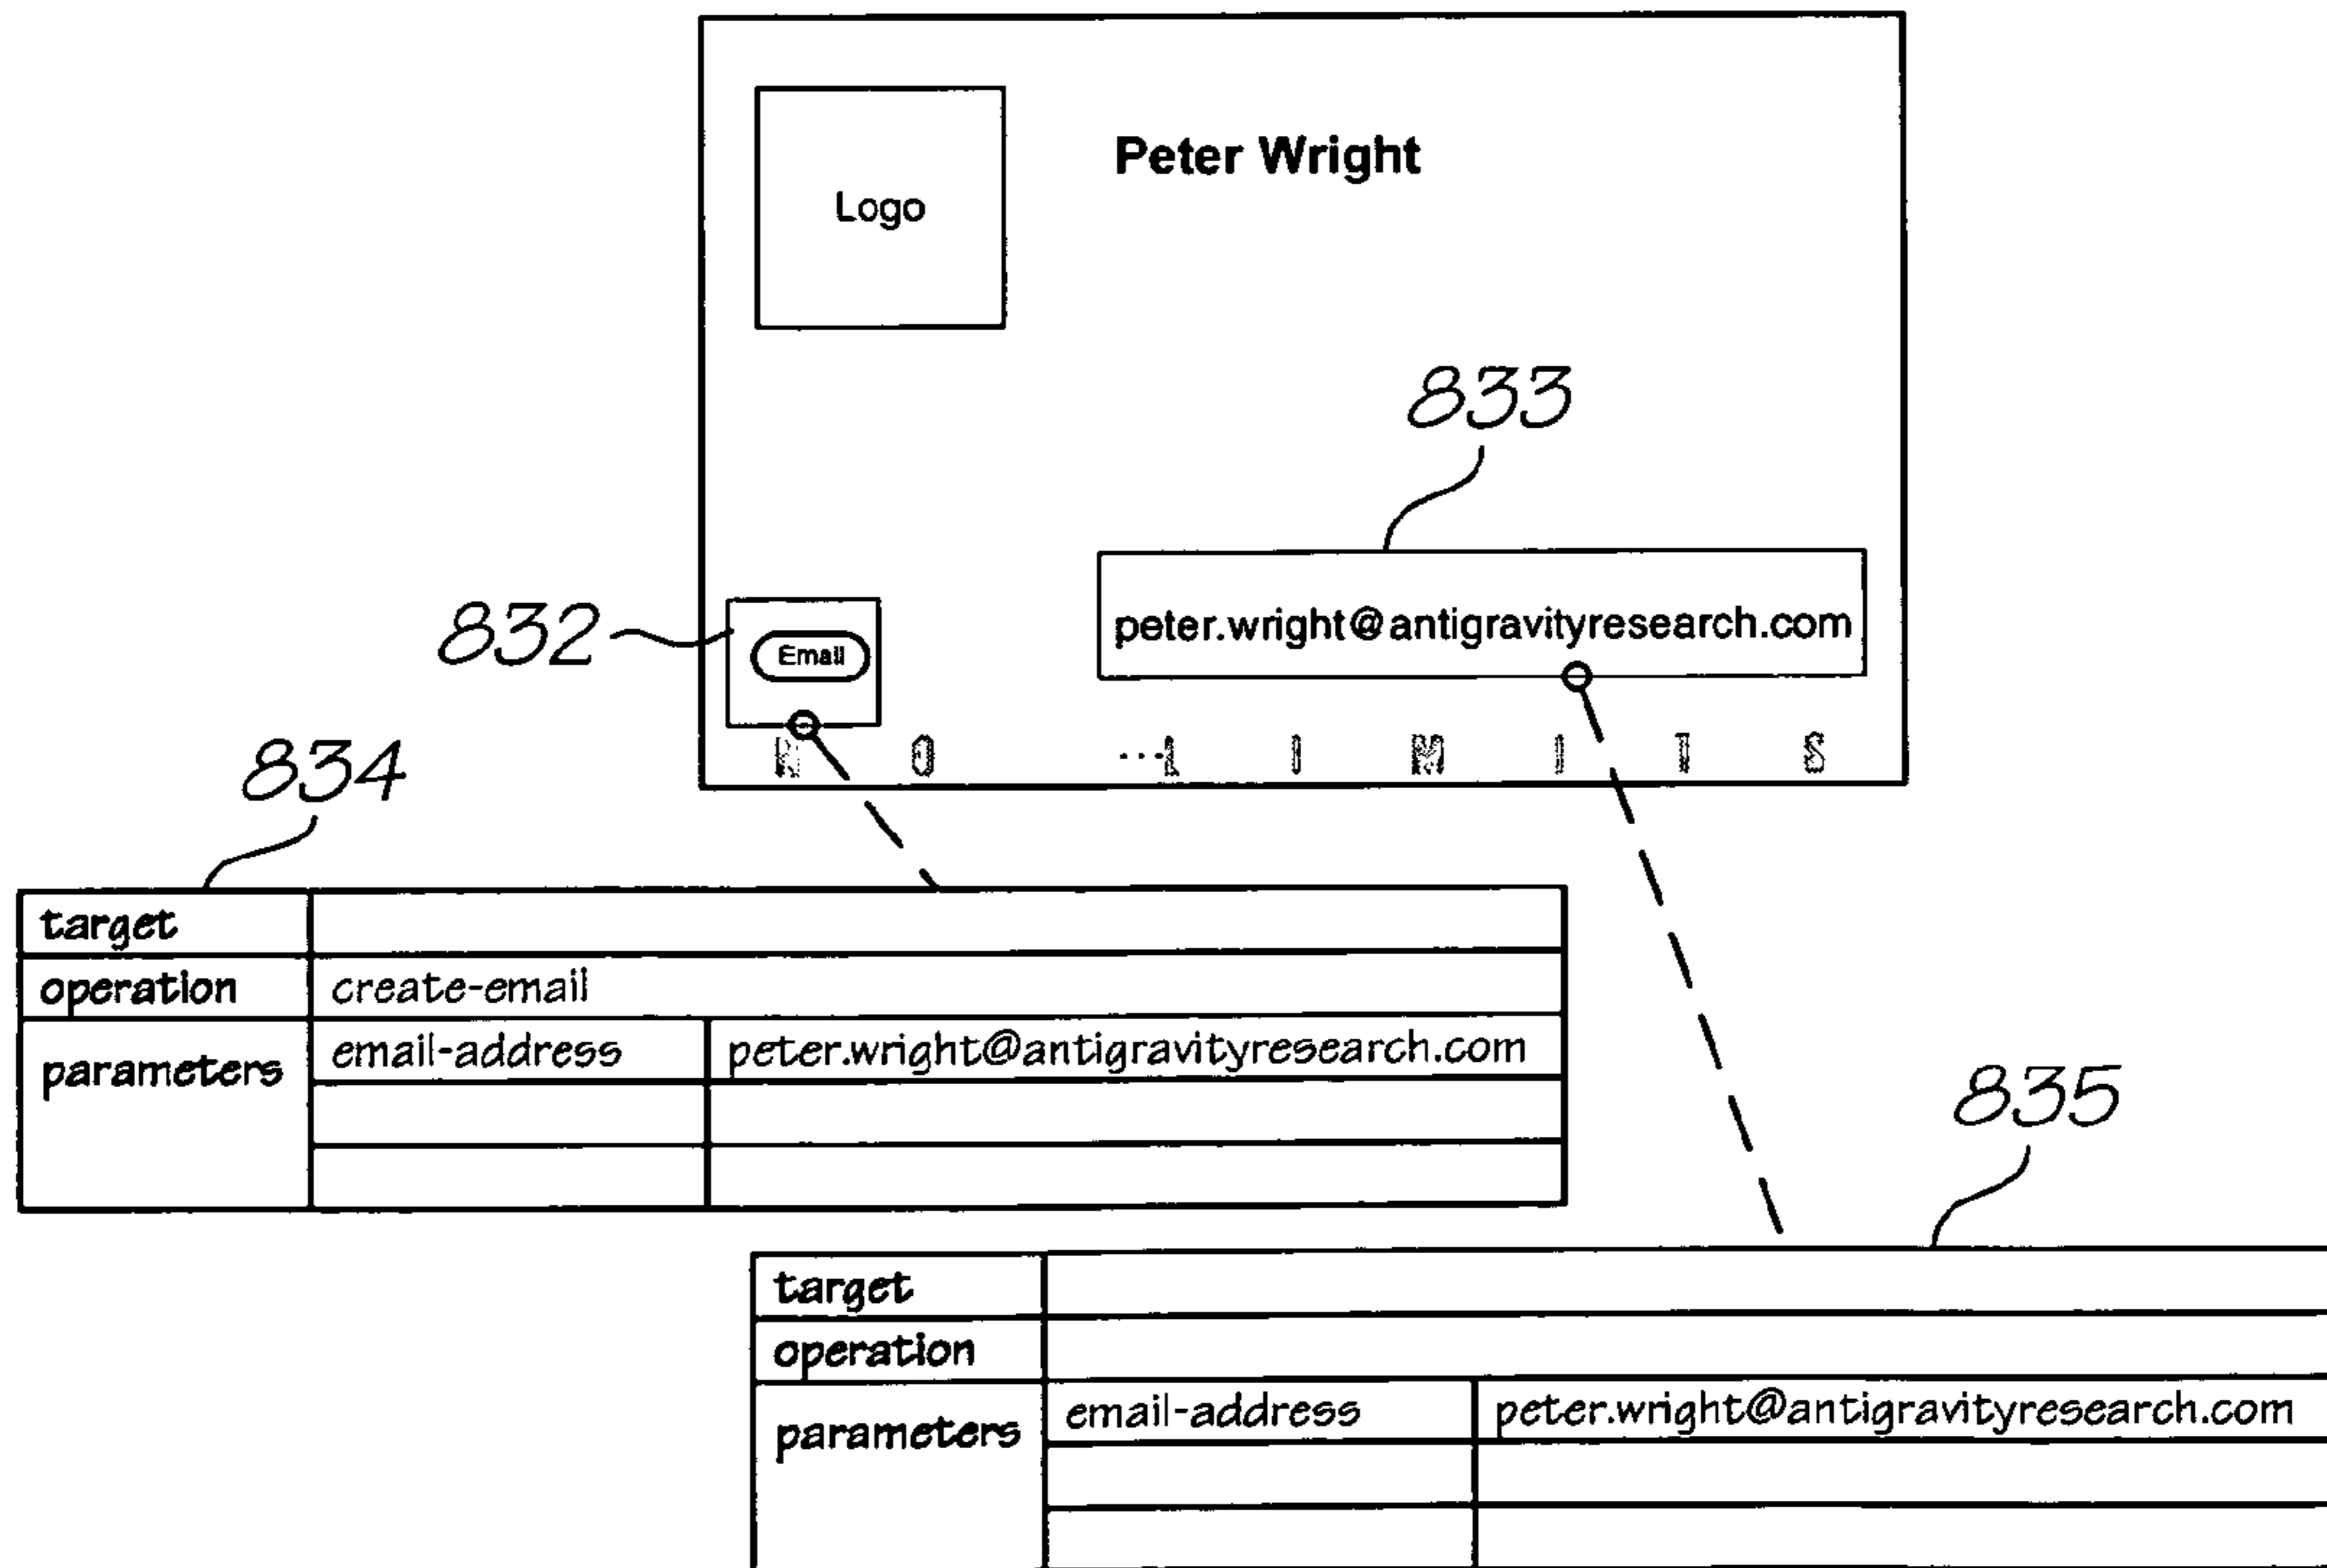 Peter Wright
Logo
833
peter.wright@antigravityresearch.com
832
Email
N O ...L I M I T S
834
target
operation create-email
parameters email-address peter.wright@antigravityresearch.com
835
target
operation
parameters email-address peter.wright@antigravityresearch.com